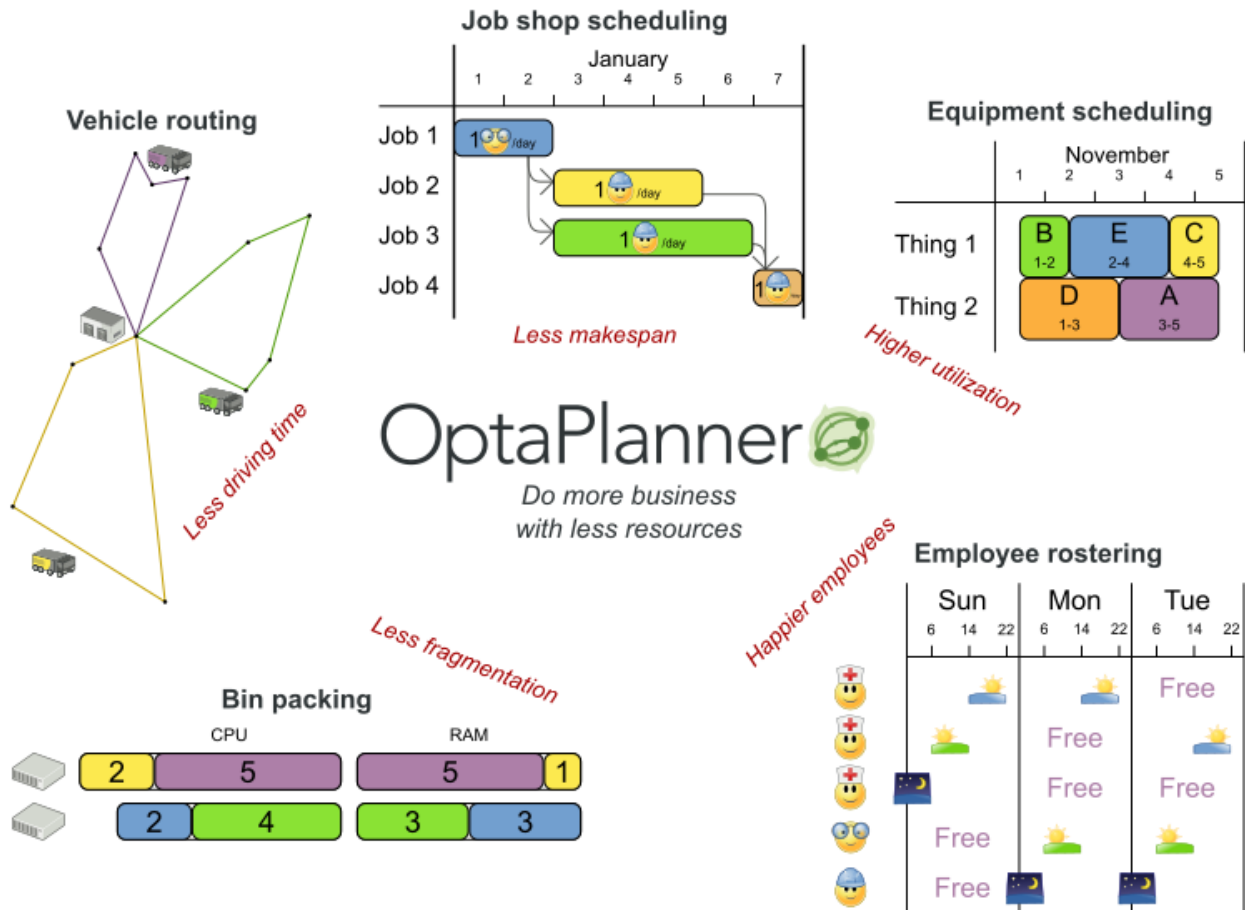 Job shop scheduling
January
1 2 3 4 5 6 7
Job 1
1 /day
Job 2
1 /day
Job 3
1 /day
Job 4
1
Less makespan
Vehicle routing
Less driving time
Equipment scheduling
November
1 2 3 4 5
Thing 1
B
1-2
E
2-4
C
4-5
Thing 2
D
1-3
A
3-5
Higher utilization
OptaPlanner
Do more business
with less resources
Less fragmentation
Bin packing
CPU RAM
2 5 5 1
2 4 3 3
Happier employees
Employee rostering
Sun Mon Tue
6 14 22 6 14 22 6 14 22
Free
Free
Free Free
Free
Free